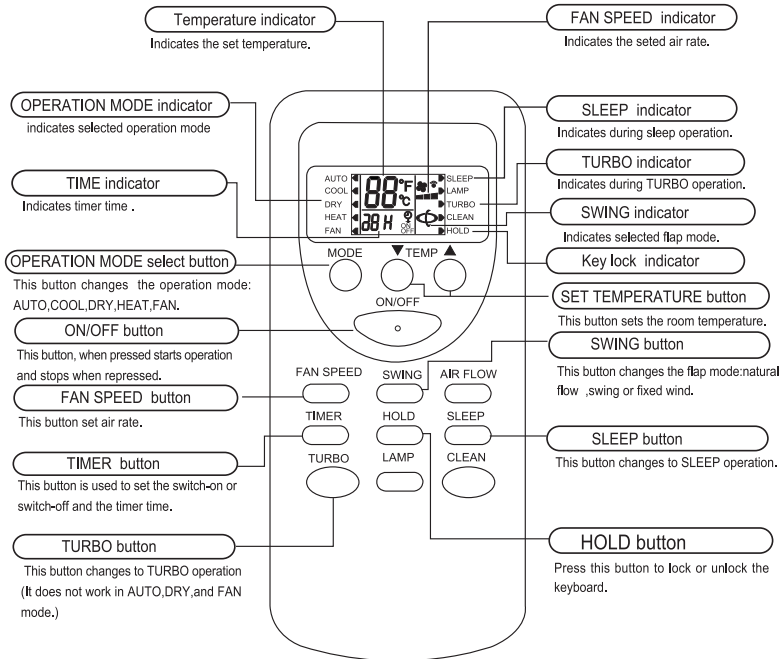 Temperature indicator
Indicates the set temperature.
FAN SPEED indicator
Indicates the seted air rate.
OPERATION MODE indicator
indicates selected operation mode
TIME indicator
Indicates timer time .
OPERATION MODE select button
This button changes the operation mode:
AUTO,COOL,DRY,HEAT,FAN.
ON/OFF button
This button, when pressed starts operation
and stops when repressed.
FAN SPEED button
This button set air rate.
TIMER button
This button is used to set the switch-on or
switch-off and the timer time.
TURBO button
This button changes to TURBO operation
(It does not work in AUTO,DRY,and FAN
mode.)
AUTO
COOL
DRY
HEAT
FAN
88 °F
°C
88 H ON
OFF
SLEEP
LAMP
TURBO
CLEAN
HOLD
MODE ▼ TEMP ▲
ON/OFF
FAN SPEED SWING AIR FLOW
TIMER HOLD SLEEP
TURBO LAMP CLEAN
SLEEP indicator
Indicates during sleep operation.
TURBO indicator
Indicates during TURBO operation.
SWING indicator
Indicates selected flap mode.
Key lock indicator
SET TEMPERATURE button
This button sets the room temperature.
SWING button
This button changes the flap mode:natural
flow ,swing or fixed wind.
SLEEP button
This button changes to SLEEP operation.
HOLD button
Press this button to lock or unlock the
keyboard.